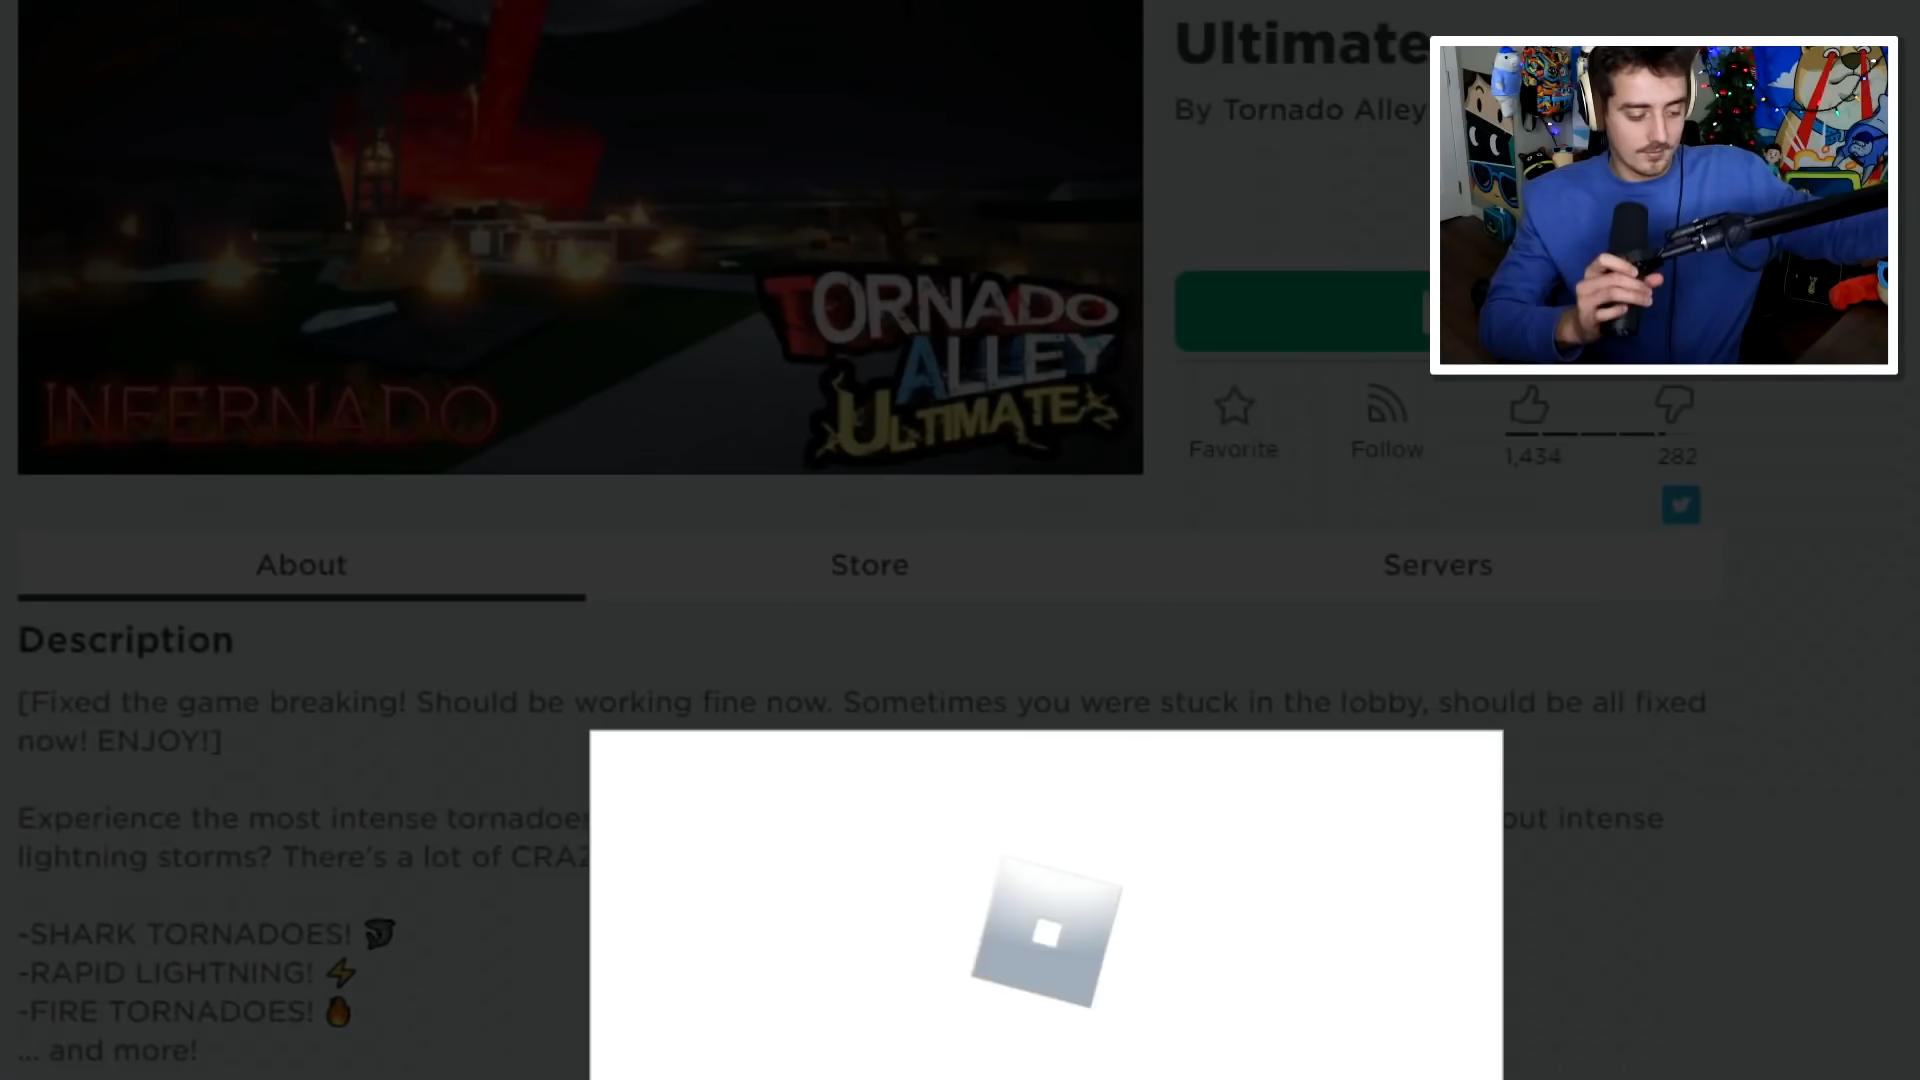 Ultimate
By Tornado Alley
TORNADO
ALLEY
ULTIMATE
INFERNADO
Favorite
Follow
1,434
282
About
Store
Servers
Description
[Fixed the game breaking! Should be working fine now. Sometimes you were stuck in the lobby, should be all fixed
now! ENJOY!]
Experience the most intense tornadoes out intense
lightning storms? There's a lot of CRAZ
-SHARK TORNADOES! 🌪
-RAPID LIGHTNING! ⚡
-FIRE TORNADOES! 🔥
... and more!